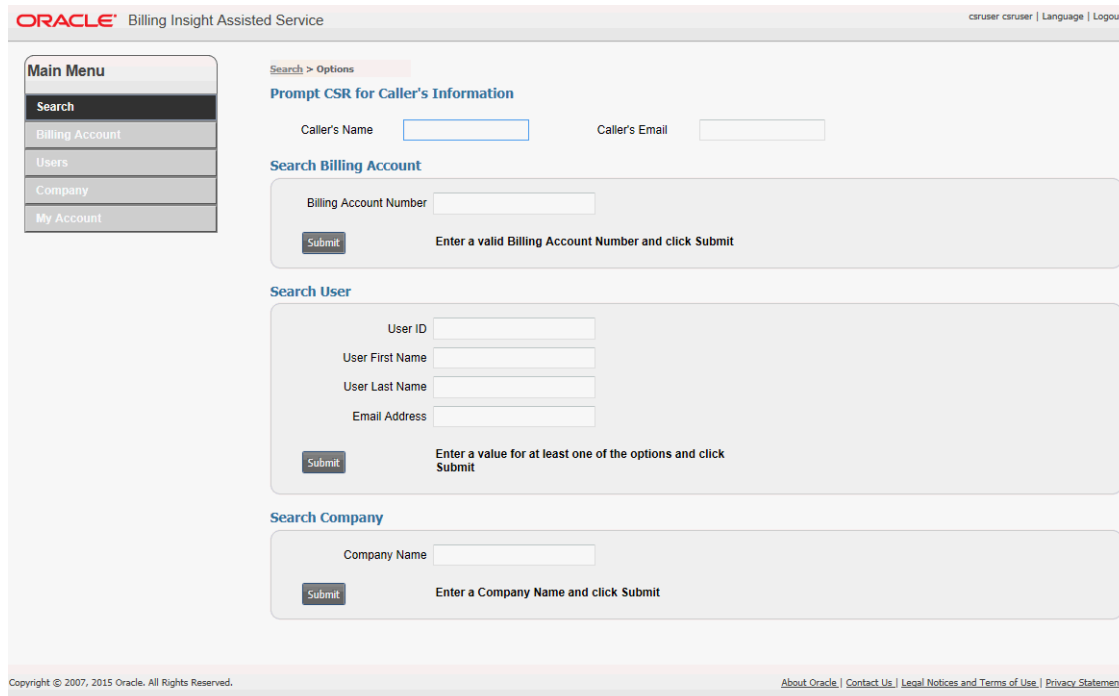 ORACLE® Billing Insight Assisted Service
csruser csruser | Language | Logou
Main Menu
Search
Billing Account
Users
Company
My Account
Search > Options
Prompt CSR for Caller's Information
Caller's Name
Caller's Email
Search Billing Account
Billing Account Number
Submit
Enter a valid Billing Account Number and click Submit
Search User
User ID
User First Name
User Last Name
Email Address
Submit
Enter a value for at least one of the options and click
Submit
Search Company
Company Name
Submit
Enter a Company Name and click Submit
Copyright © 2007, 2015 Oracle. All Rights Reserved.
About Oracle | Contact Us | Legal Notices and Terms of Use | Privacy Statemen